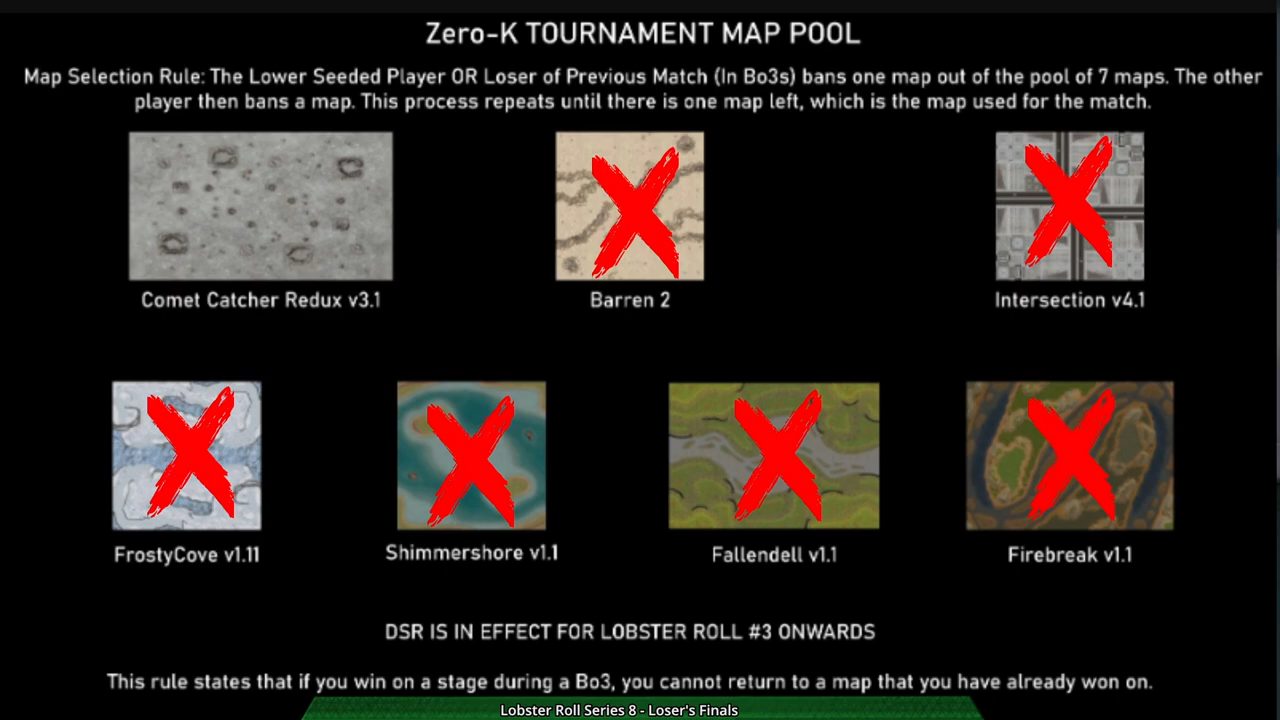 Zero-K TOURNAMENT MAP POOL
Map Selection Rule: The Lower Seeded Player OR Loser of Previous Match (In Bo3s) bans one map out of the pool of 7 maps. The other
player then bans a map. This process repeats until there is one map left, which is the map used for the match.
Comet Catcher Redux v3.1
Barren 2
Intersection v4.1
FrostyCove v1.11
Shimmershore v1.1
Fallendell v1.1
Firebreak v1.1
DSR IS IN EFFECT FOR LOBSTER ROLL #3 ONWARDS
This rule states that if you win on a stage during a Bo3, you cannot return to a map that you have already won on.
Lobster Roll Series 8 - Loser's Finals